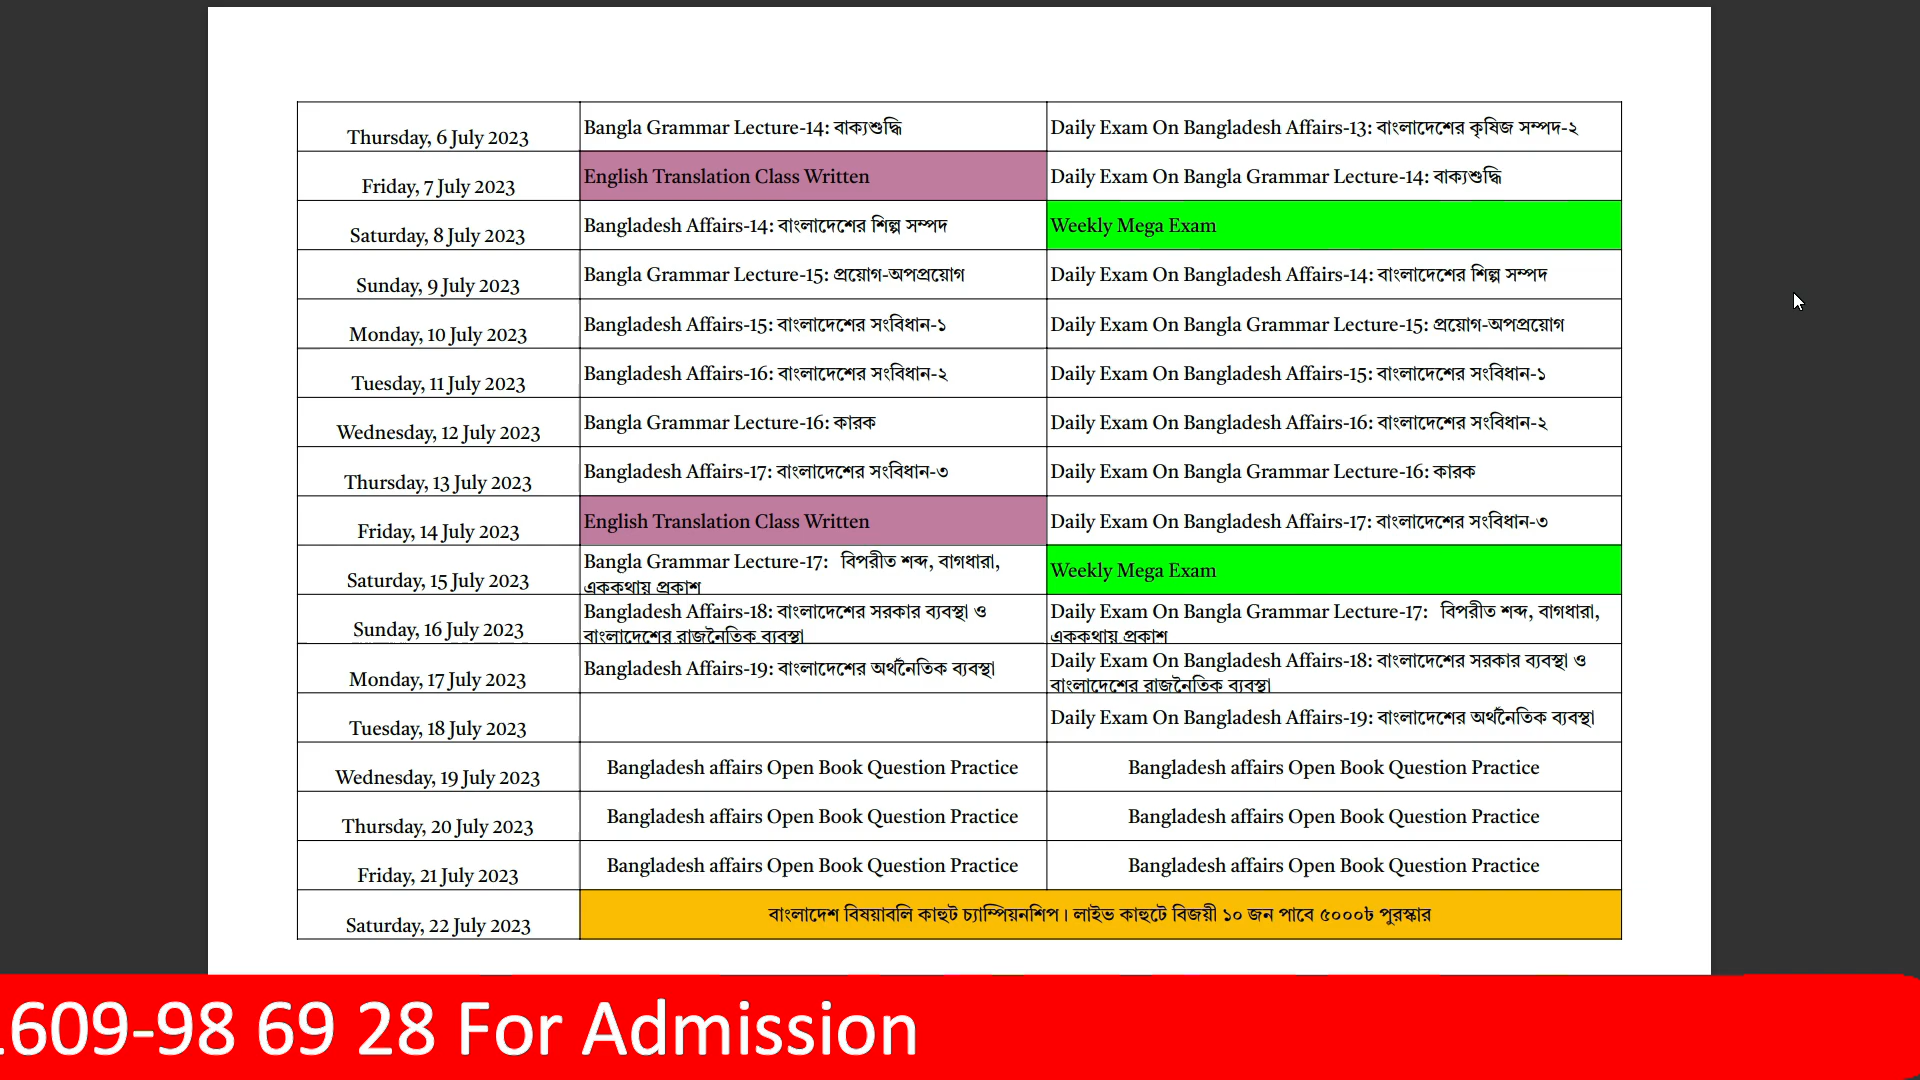 Thursday, 6 July 2023 Bangla Grammar Lecture-14: বাক্যশুদ্ধি Daily Exam On Bangladesh Affairs-13: বাংলাদেশের কৃষিজ সম্পদ-২
Friday, 7 July 2023 English Translation Class Written Daily Exam On Bangla Grammar Lecture-14: বাক্যশুদ্ধি
Saturday, 8 July 2023 Bangladesh Affairs-14: বাংলাদেশের শিল্প সম্পদ Weekly Mega Exam
Sunday, 9 July 2023 Bangla Grammar Lecture-15: প্রয়োগ-অপপ্রয়োগ Daily Exam On Bangladesh Affairs-14: বাংলাদেশের শিল্প সম্পদ
Monday, 10 July 2023 Bangladesh Affairs-15: বাংলাদেশের সংবিধান-১ Daily Exam On Bangla Grammar Lecture-15: প্রয়োগ-অপপ্রয়োগ
Tuesday, 11 July 2023 Bangladesh Affairs-16: বাংলাদেশের সংবিধান-২ Daily Exam On Bangladesh Affairs-15: বাংলাদেশের সংবিধান-১
Wednesday, 12 July 2023 Bangla Grammar Lecture-16: কারক Daily Exam On Bangladesh Affairs-16: বাংলাদেশের সংবিধান-২
Thursday, 13 July 2023 Bangladesh Affairs-17: বাংলাদেশের সংবিধান-৩ Daily Exam On Bangla Grammar Lecture-16: কারক
Friday, 14 July 2023 English Translation Class Written Daily Exam On Bangladesh Affairs-17: বাংলাদেশের সংবিধান-৩
Saturday, 15 July 2023 Bangla Grammar Lecture-17: বিপরীত শব্দ, বাগধারা, Weekly Mega Exam
এককথায় প্রকাশ
Sunday, 16 July 2023 Bangladesh Affairs-18: বাংলাদেশের সরকার ব্যবস্থা ও Daily Exam On Bangla Grammar Lecture-17: বিপরীত শব্দ, বাগধারা,
বাংলাদেশের রাজনৈতিক ব্যবস্থা এককথায় প্রকাশ
Monday, 17 July 2023 Bangladesh Affairs-19: বাংলাদেশের অর্থনৈতিক ব্যবস্থা Daily Exam On Bangladesh Affairs-18: বাংলাদেশের সরকার ব্যবস্থা ও
বাংলাদেশের রাজনৈতিক ব্যবস্থা
Tuesday, 18 July 2023 Daily Exam On Bangladesh Affairs-19: বাংলাদেশের অর্থনৈতিক ব্যবস্থা
Wednesday, 19 July 2023 Bangladesh affairs Open Book Question Practice Bangladesh affairs Open Book Question Practice
Thursday, 20 July 2023 Bangladesh affairs Open Book Question Practice Bangladesh affairs Open Book Question Practice
Friday, 21 July 2023 Bangladesh affairs Open Book Question Practice Bangladesh affairs Open Book Question Practice
Saturday, 22 July 2023 বাংলাদেশ বিষয়াবলি কাহুট চ্যাম্পিয়নশিপ। লাইভ কাহুটে বিজয়ী ১০ জন পাবে ৫০০০৳ পুরস্কার
609-98 69 28 For Admission